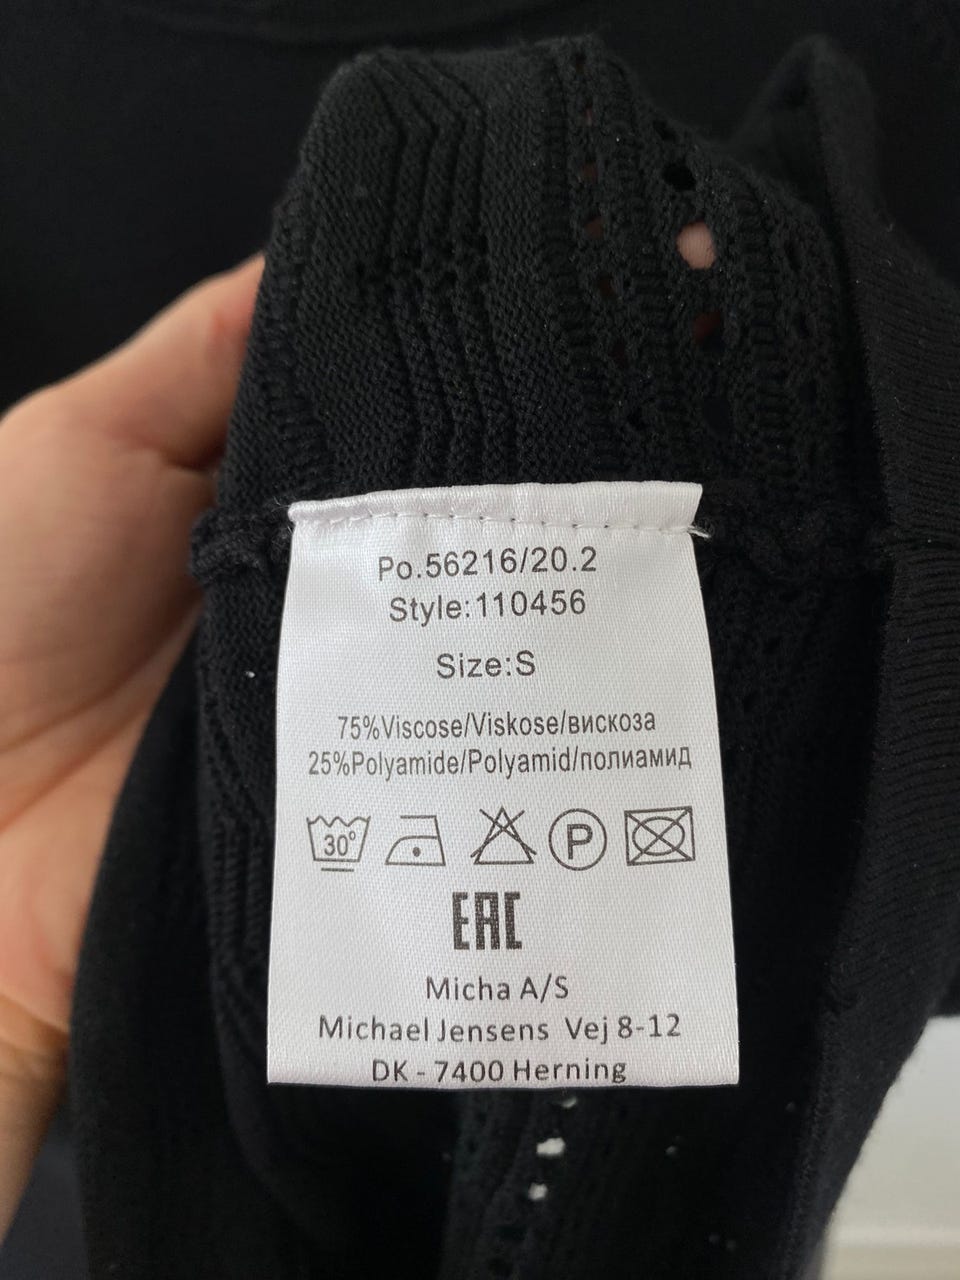 Po.56216/20.2
Style:110456
Size:S
75%Viscose/Viskose/вискоза
25%Polyamide/Polyamid/полиамид
30° P
EAC
Micha A/S
Michael Jensens Vej 8-12
DK - 7400 Herning